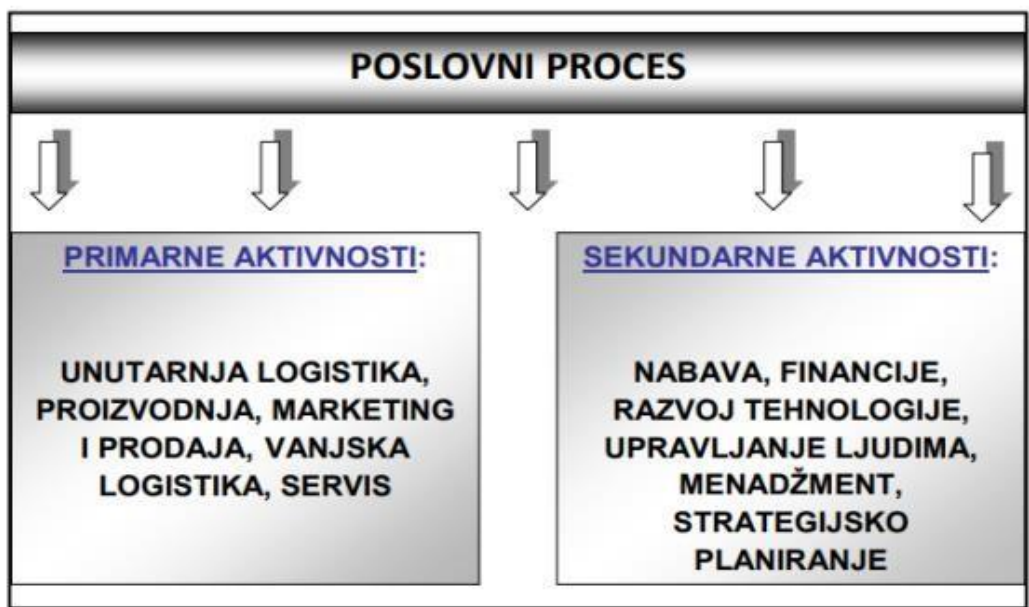 POSLOVNI PROCES
PRIMARNE AKTIVNOSTI:
UNUTARNJA LOGISTIKA,
PROIZVODNJA, MARKETING
I PRODAJA, VANJSKA
LOGISTIKA, SERVIS
SEKUNDARNE AKTIVNOSTI:
NABAVA, FINANCIJE,
RAZVOJ TEHNOLOGIJE,
UPRAVLJANJE LJUDIMA,
MENADŽMENT,
STRATEGIJSKO
PLANIRANJE